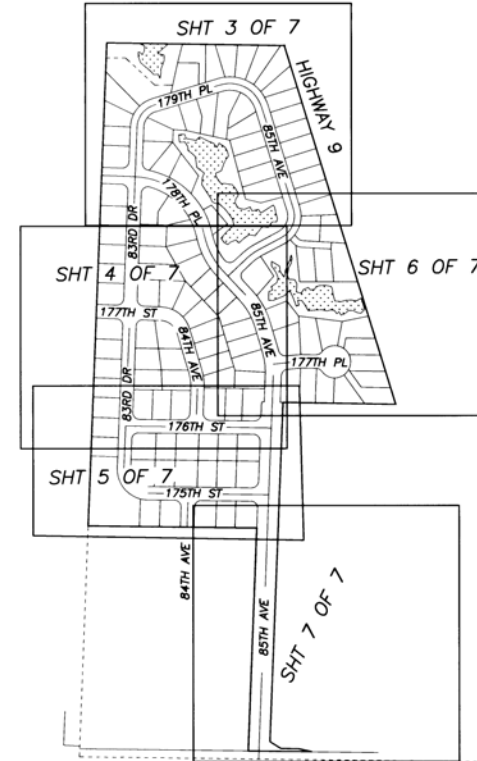 SHT 3 OF 7
HIGHWAY 9
179TH PL
85TH AVE
178TH PL
83RD DR
SHT 4 OF 7
SHT 6 OF 7
177TH ST
84TH AVE
85TH AVE
177TH PL
83RD DR
176TH ST
SHT 5 OF 7
175TH ST
84TH AVE
85TH AVE
SHT 7 OF 7